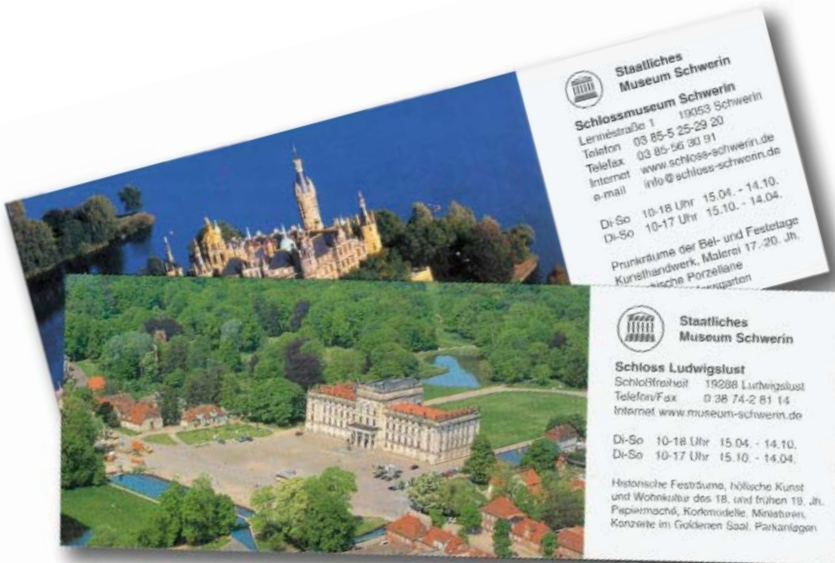 Staatliches
Museum Schwerin
Schlossmuseum Schwerin
Lennéstraße 1 19053 Schwerin
Telefon 03 85-5 25-29 20
Telefax 03 85-56 30 91
Internet www.schloss-schwerin.de
e-mail info@schloss-schwerin.de
Di-So 10-18 Uhr 15.04. - 14.10.
Di-So 10-17 Uhr 15.10. - 14.04.
Prunkräume der Bel- und Festetage
Kunsthandwerk, Malerei 17.-20. Jh.
Porzellane
Staatliches
Museum Schwerin
Schloss Ludwigslust
Schloßfreiheit 19288 Ludwigslust
Telefon/Fax 0 38 74-2 81 14
Internet www.museum-schwerin.de
Di-So 10-18 Uhr 15.04. - 14.10.
Di-So 10-17 Uhr 15.10. - 14.04.
Historische Festräume, höfische Kunst
und Wohnkultur des 18. und frühen 19. Jh.
Papiermaché, Korkmodelle, Miniaturen,
Konzerte im Goldenen Saal, Parkanlagen